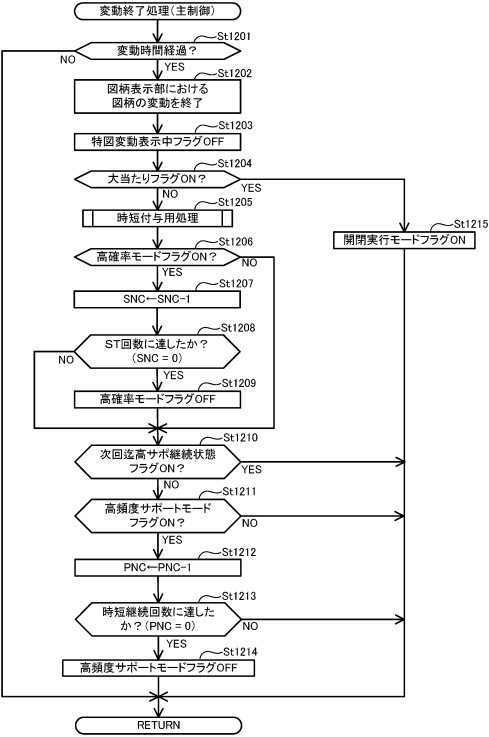 変動終了処理(主制御)
St1201
変動時間経過？
NO
YES
St1202
図柄表示部における
図柄の変動を終了
St1203
特図変動表示中フラグOFF
St1204
大当たりフラグON？
YES
NO
St1205
時短付与用処理
St1215
開閉実行モードフラグON
St1206
高確率モードフラグON？
NO
YES
St1207
SNC←SNC-1
St1208
ST回数に達したか？
(SNC = 0)
NO
YES
St1209
高確率モードフラグOFF
St1210
次回迄高サポ継続状態
フラグON？
YES
NO
St1211
高頻度サポートモード
フラグON？
NO
YES
St1212
PNC←PNC-1
St1213
時短継続回数に達した
か？(PNC = 0)
NO
YES
St1214
高頻度サポートモードフラグOFF
RETURN